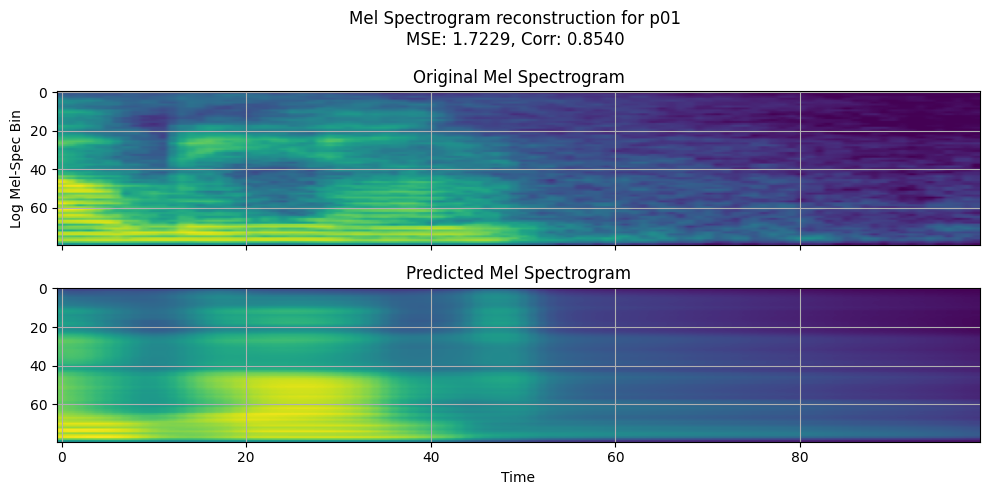 Mel Spectrogram reconstruction for p01
MSE: 1.7229, Corr: 0.8540
Original Mel Spectrogram
0
20
40
60
Log Mel-Spec Bin
Predicted Mel Spectrogram
0
20
40
60
0 20 40 60 80
Time